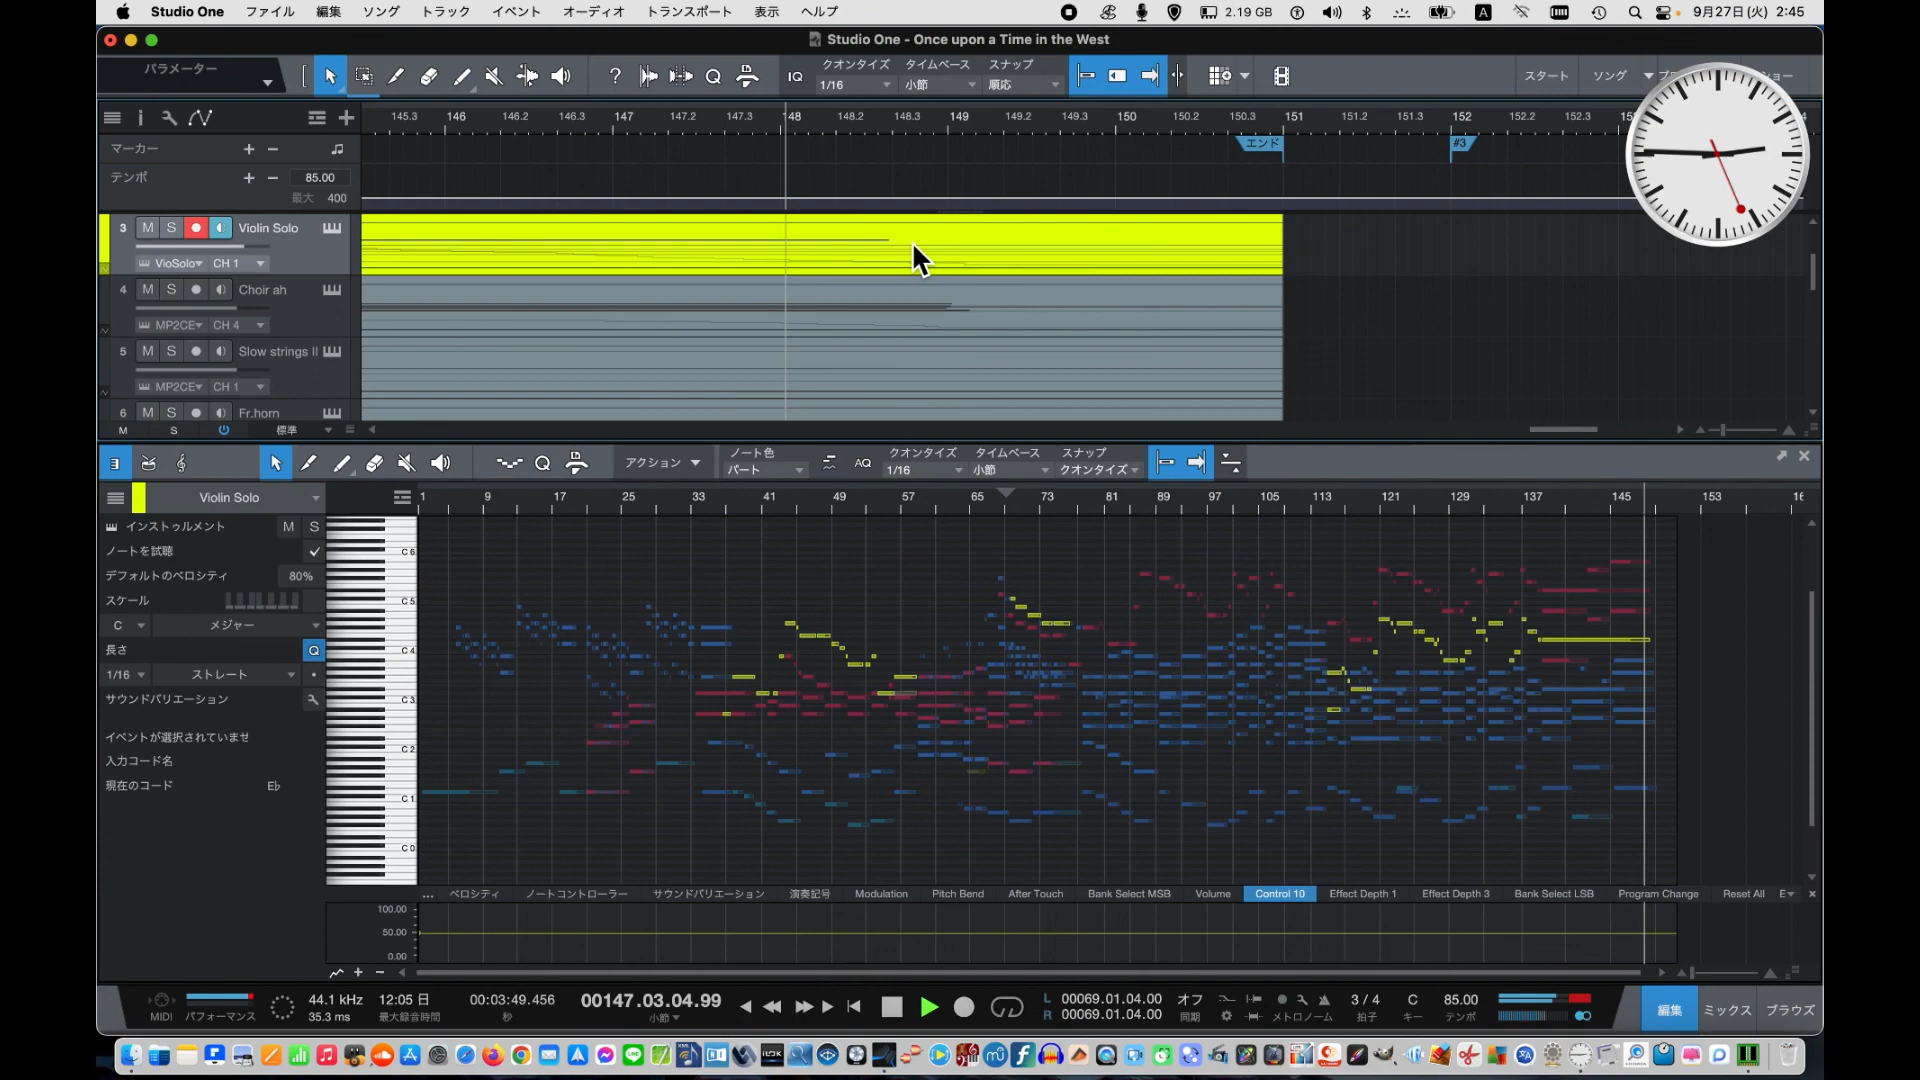 Studio One ファイル 編集 ソング トラック イベント オーディオ トランスポート 表示 ヘルプ 2.19 GB A 9月27日(火) 2:45
Studio One - Once upon a Time in the West
パラメーター
IQ クオンタイズ タイムベース スナップ スタート ソング
1/16 小節 順応
145.3 146 146.2 146.3 147 147.2 147.3 148 148.2 148.3 149 149.2 149.3 150 150.2 150.3 151 151.2 151.3 152 152.2 152.3
マーカー エンド #3
テンポ 85.00
最大 400
3 M S Violin Solo
VioSolo CH 1
4 M S Choir ah
MP2CE CH 4
5 M S Slow strings II
MP2CE CH 1
6 M S Fr.horn
M S 標準
アクション ノート色 AQ クオンタイズ タイムベース スナップ
パート 1/16 小節 クオンタイズ
Violin Solo 1 9 17 25 33 41 49 57 65 73 81 89 97 105 113 121 129 137 145 153
インストゥルメント M S
ノートを試聴 C 6
デフォルトのベロシティ 80%
スケール C 5
C メジャー
長さ Q C 4
1/16 ストレート
サウンドバリエーション C 3
イベントが選択されていませ
C 2
入力コード名
現在のコード E♭
C 1
C 0
... ベロシティ ノートコントローラー サウンドバリエーション 演奏記号 Modulation Pitch Bend After Touch Bank Select MSB Volume Control 10 Effect Depth 1 Effect Depth 3 Bank Select LSB Program Change Reset All E
100.00
50.00
0.00
MIDI パフォーマンス 44.1 kHz 12:05 日 00:03:49.456 00147.03.04.99 L 00069.01.04.00 オフ 3 / 4 C 85.00 編集 ミックス ブラウズ
35.3 ms 最大録音時間 秒 小節 R 00069.01.04.00 同期 メトロノーム 拍子 キー テンポ